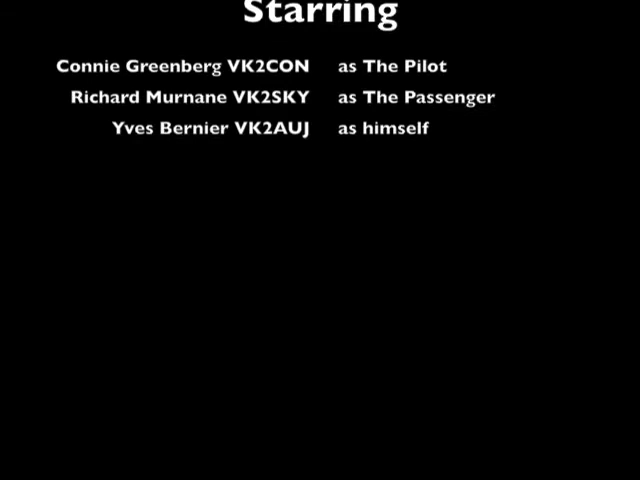 Starring
Connie Greenberg VK2CON as The Pilot
Richard Murnane VK2SKY as The Passenger
Yves Bernier VK2AUJ as himself